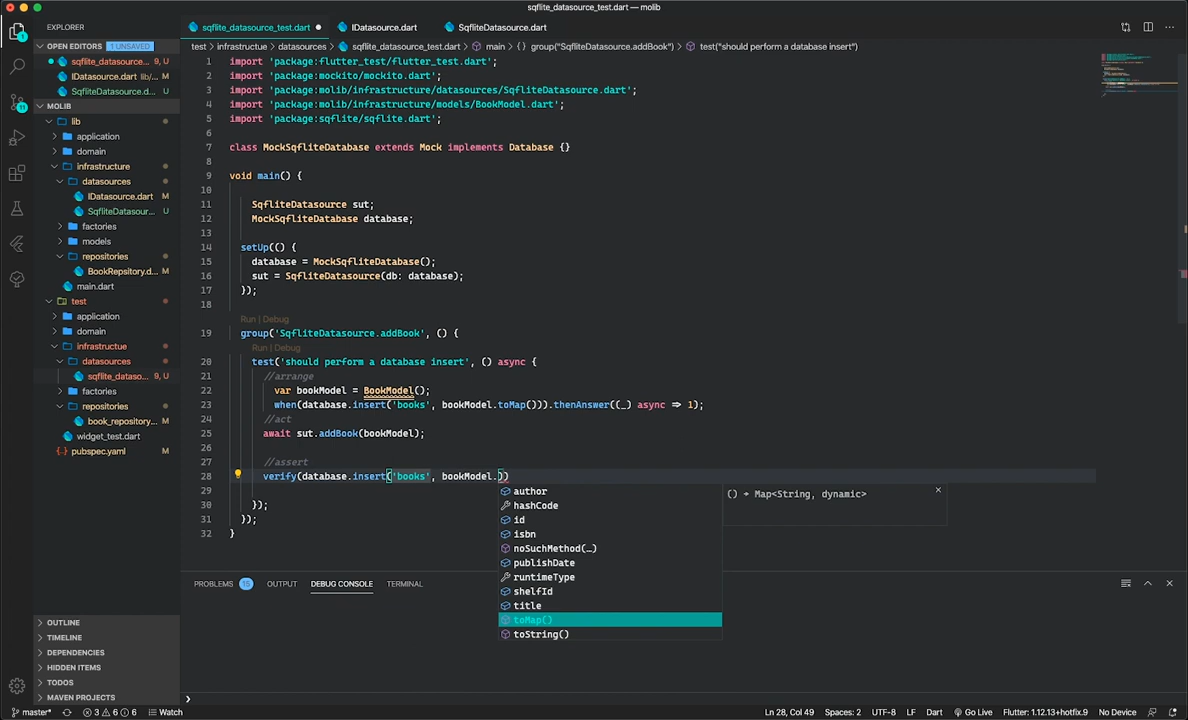 sqflite_datasource_test.dart — molib
EXPLORER
sqflite_datasource_test.dart
IDatasource.dart
SqfliteDatasource.dart
OPEN EDITORS 1 UNSAVED
test > infrastructue > datasources > sqflite_datasource_test.dart > main > group("SqfliteDatasource.addBook") > test("should perform a database insert")
sqflite_datasource... 9, U
IDatasource.dart lib/... M
SqfliteDatasource.d... U
MOLIB
lib
application
domain
infrastructure
datasources
IDatasource.dart M
SqfliteDatasour... U
factories
models
repositories
BookRepsitory.d... M
main.dart
test
application
domain
infrastructue
datasources
sqflite_dataso... 9, U
factories
repositories
book_repository... M
widget_test.dart
pubspec.yaml M
OUTLINE
TIMELINE
DEPENDENCIES
HIDDEN ITEMS
TODOS
MAVEN PROJECTS
1 import 'package:flutter_test/flutter_test.dart';
2 import 'package:mockito/mockito.dart';
3 import 'package:molib/infrastructure/datasources/SqfliteDatasource.dart';
4 import 'package:molib/infrastructure/models/BookModel.dart';
5 import 'package:sqflite/sqflite.dart';
6
7 class MockSqfliteDatabase extends Mock implements Database {}
8
9 void main() {
10
11 SqfliteDatasource sut;
12 MockSqfliteDatabase database;
13
14 setUp(() {
15 database = MockSqfliteDatabase();
16 sut = SqfliteDatasource(db: database);
17 });
18
Run | Debug
19 group('SqfliteDatasource.addBook', () {
Run | Debug
20 test('should perform a database insert', () async {
21 //arrange
22 var bookModel = BookModel();
23 when(database.insert('books', bookModel.toMap())).thenAnswer((_) async => 1);
24 //act
25 await sut.addBook(bookModel);
26
27 //assert
28 verify(database.insert('books', bookModel.))
29
30 });
31 });
32 }
author
hashCode
id
isbn
noSuchMethod(…)
publishDate
runtimeType
shelfId
title
toMap()
toString()
() → Map<String, dynamic>
PROBLEMS 15 OUTPUT DEBUG CONSOLE TERMINAL
master* 3 6 6 Watch
Ln 28, Col 49 Spaces: 2 UTF-8 LF Dart Go Live Flutter: 1.12.13+hotfix.9 No Device